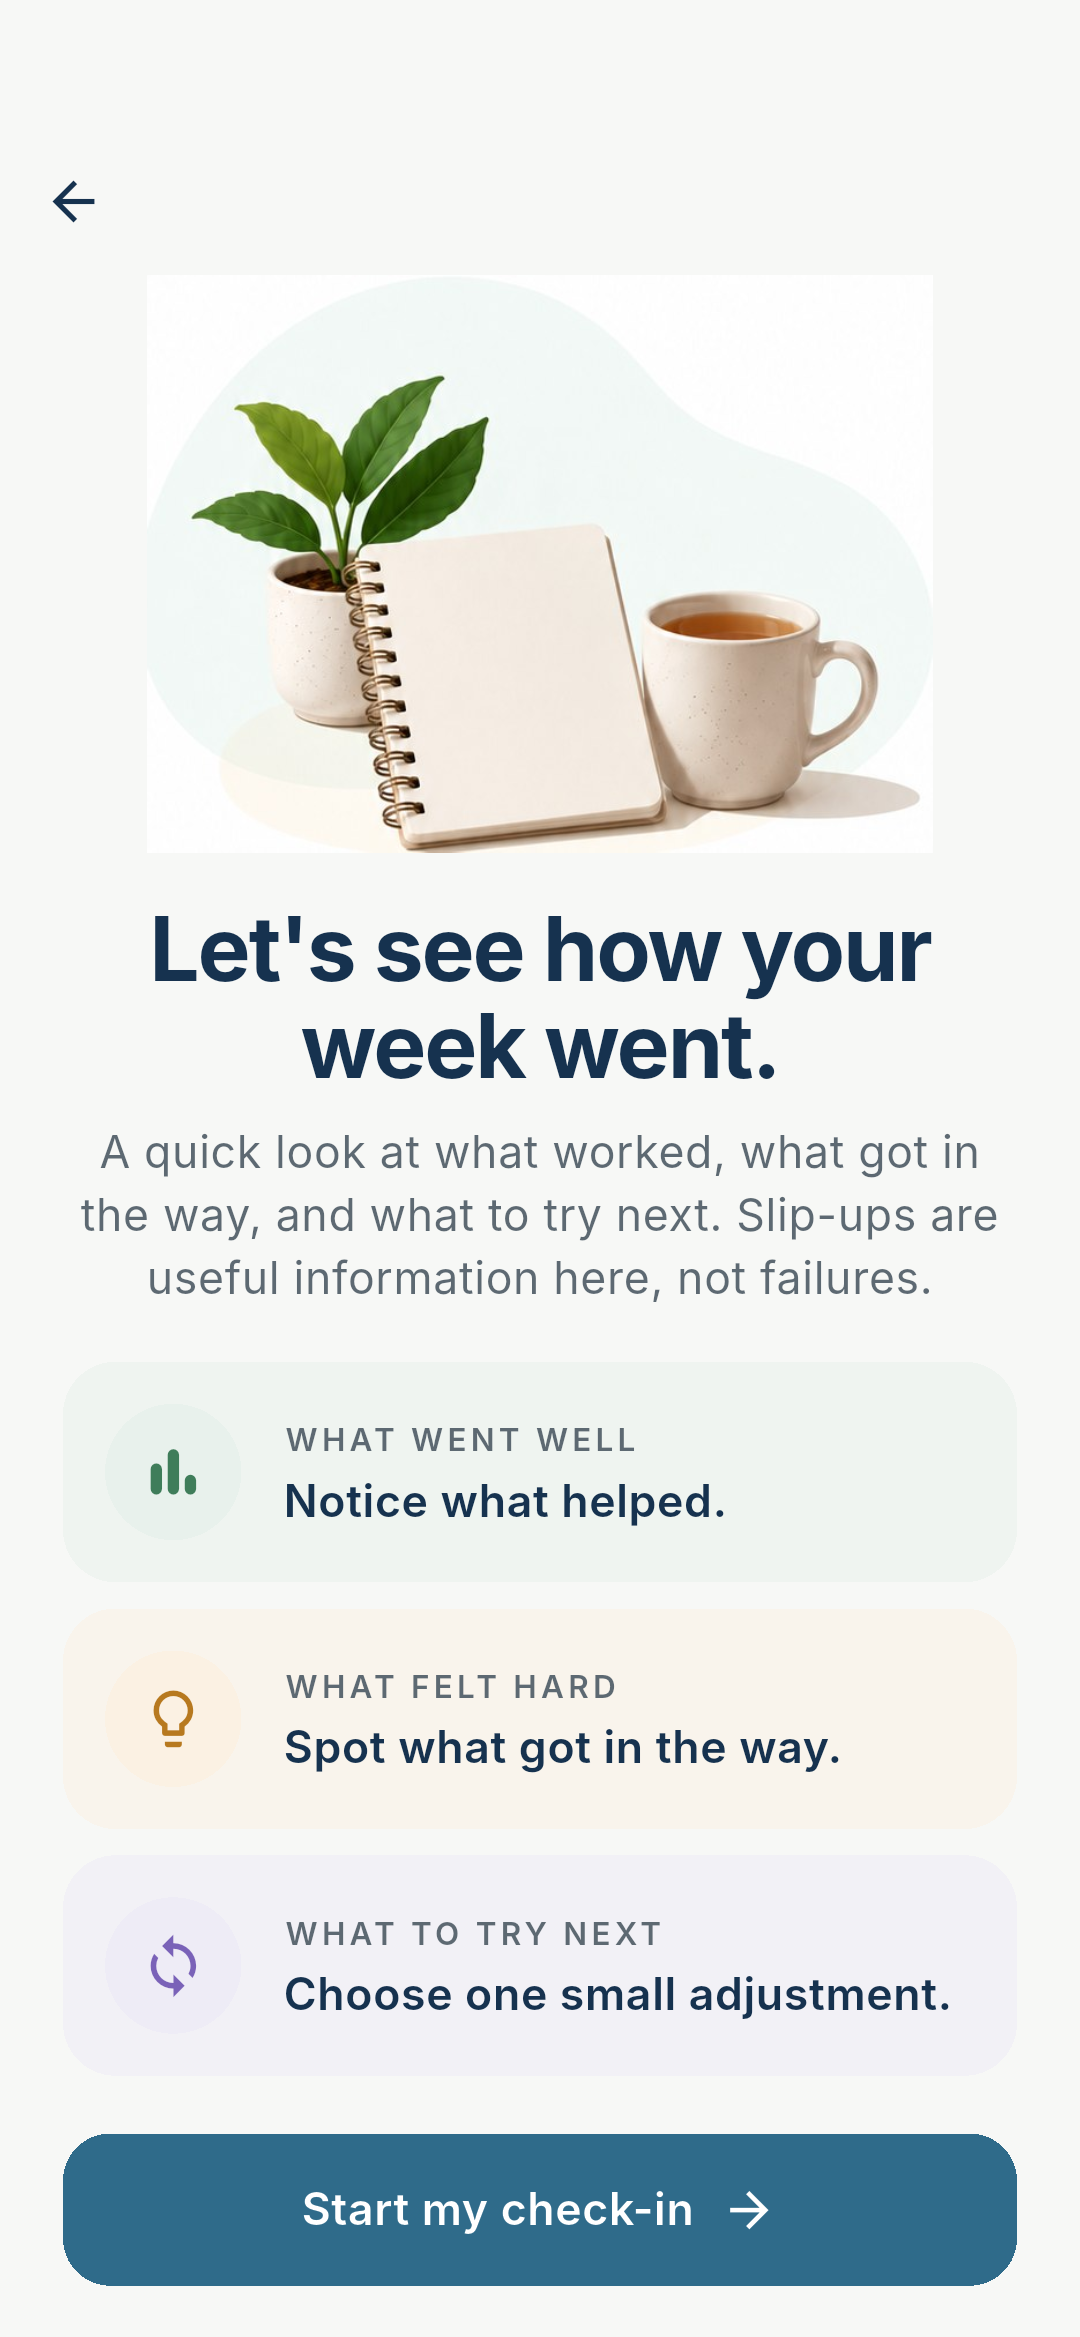 Let's see how your
week went.
A quick look at what worked, what got in
the way, and what to try next. Slip-ups are
useful information here, not failures.
WHAT WENT WELL
Notice what helped.
WHAT FELT HARD
Spot what got in the way.
WHAT TO TRY NEXT
Choose one small adjustment.
Start my check-in